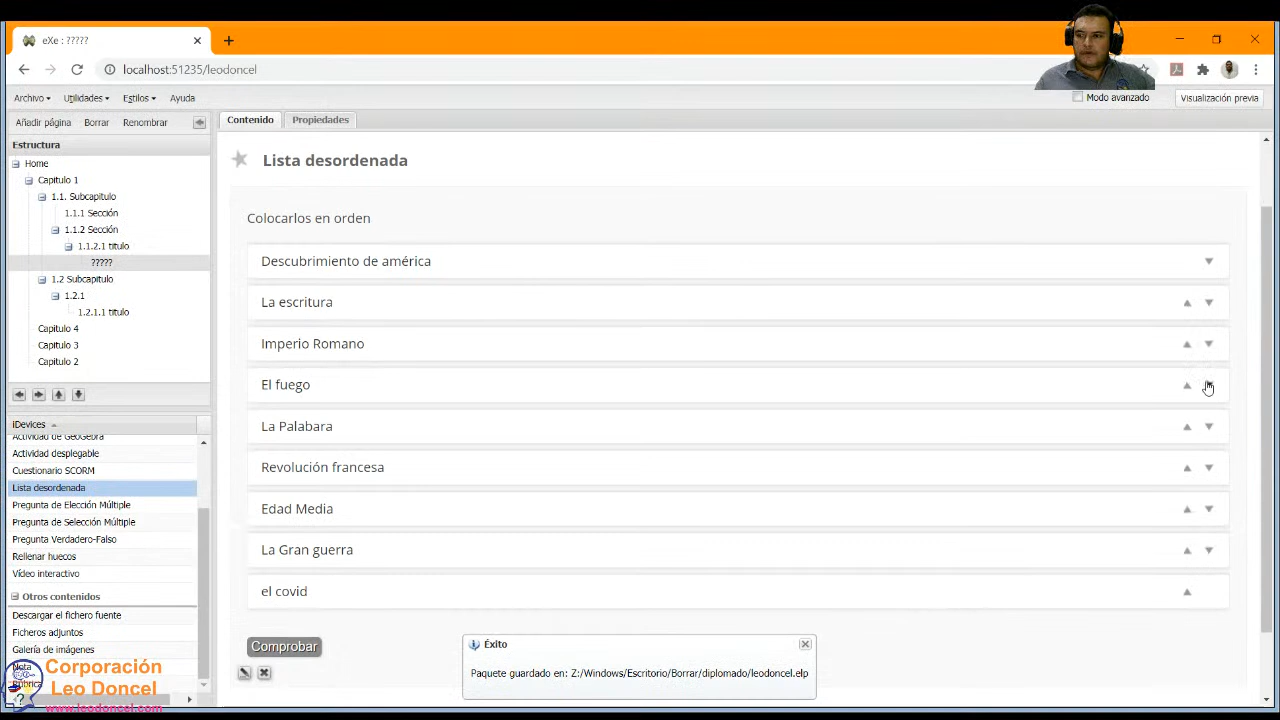 eXe : ?????
localhost:51235/leodoncel
Archivo Utilidades Estilos Ayuda
Modo avanzado
Visualización previa
Añadir página Borrar Renombrar
Estructura
Home
Capitulo 1
1.1. Subcapitulo
1.1.1 Sección
1.1.2 Sección
1.1.2.1 titulo
?????
1.2 Subcapitulo
1.2.1
1.2.1.1 titulo
Capitulo 4
Capitulo 3
Capitulo 2
iDevices
Actividad de GeoGebra
Actividad desplegable
Cuestionario SCORM
Lista desordenada
Pregunta de Elección Múltiple
Pregunta de Selección Múltiple
Pregunta Verdadero-Falso
Rellenar huecos
Vídeo interactivo
Otros contenidos
Descargar el fichero fuente
Ficheros adjuntos
Galería de imágenes
Nota
Corporación
Leo Doncel
www.leodoncel.com
Contenido Propiedades
Lista desordenada
Colocarlos en orden
Descubrimiento de américa
La escritura
Imperio Romano
El fuego
La Palabara
Revolución francesa
Edad Media
La Gran guerra
el covid
Comprobar
Éxito
Paquete guardado en: Z:/Windows/Escritorio/Borrar/diplomado/leodoncel.elp